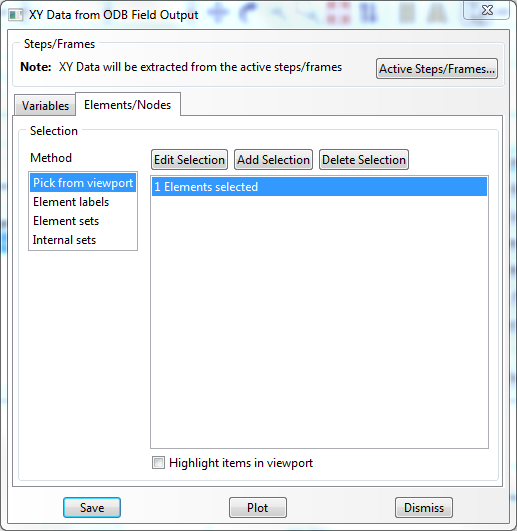 XY Data from ODB Field Output
Steps/Frames
Note: XY Data will be extracted from the active steps/frames
Active Steps/Frames...
Variables
Elements/Nodes
Selection
Method
Edit Selection
Add Selection
Delete Selection
Pick from viewport
Element labels
Element sets
Internal sets
1 Elements selected
Highlight items in viewport
Save
Plot
Dismiss